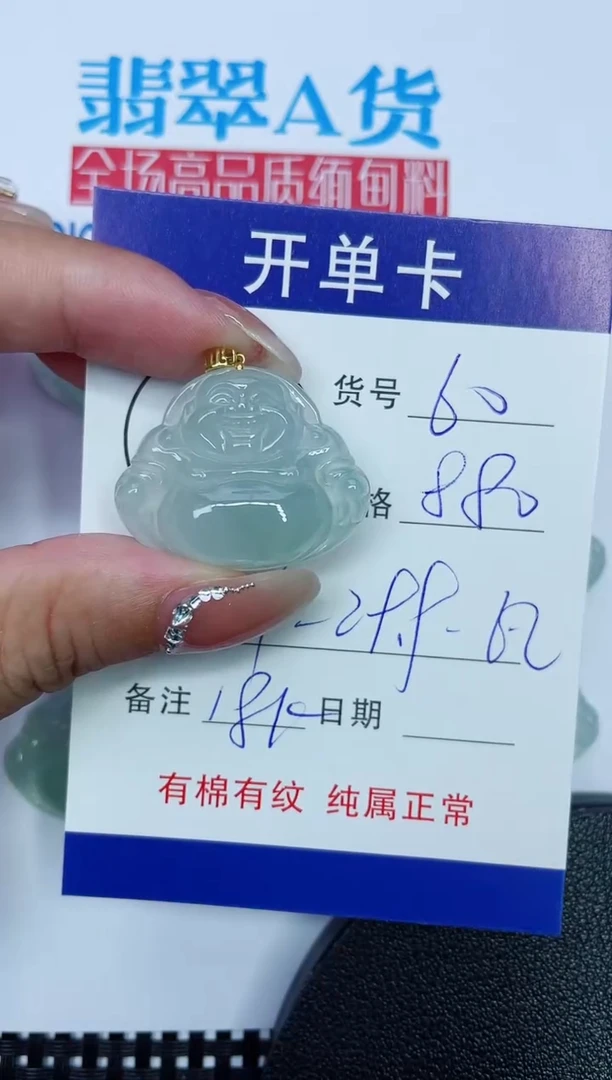 翡翠A货
全场高品质缅甸料
开单卡
货号 60
格 880
备注 18K 日期
有棉有纹 纯属正常